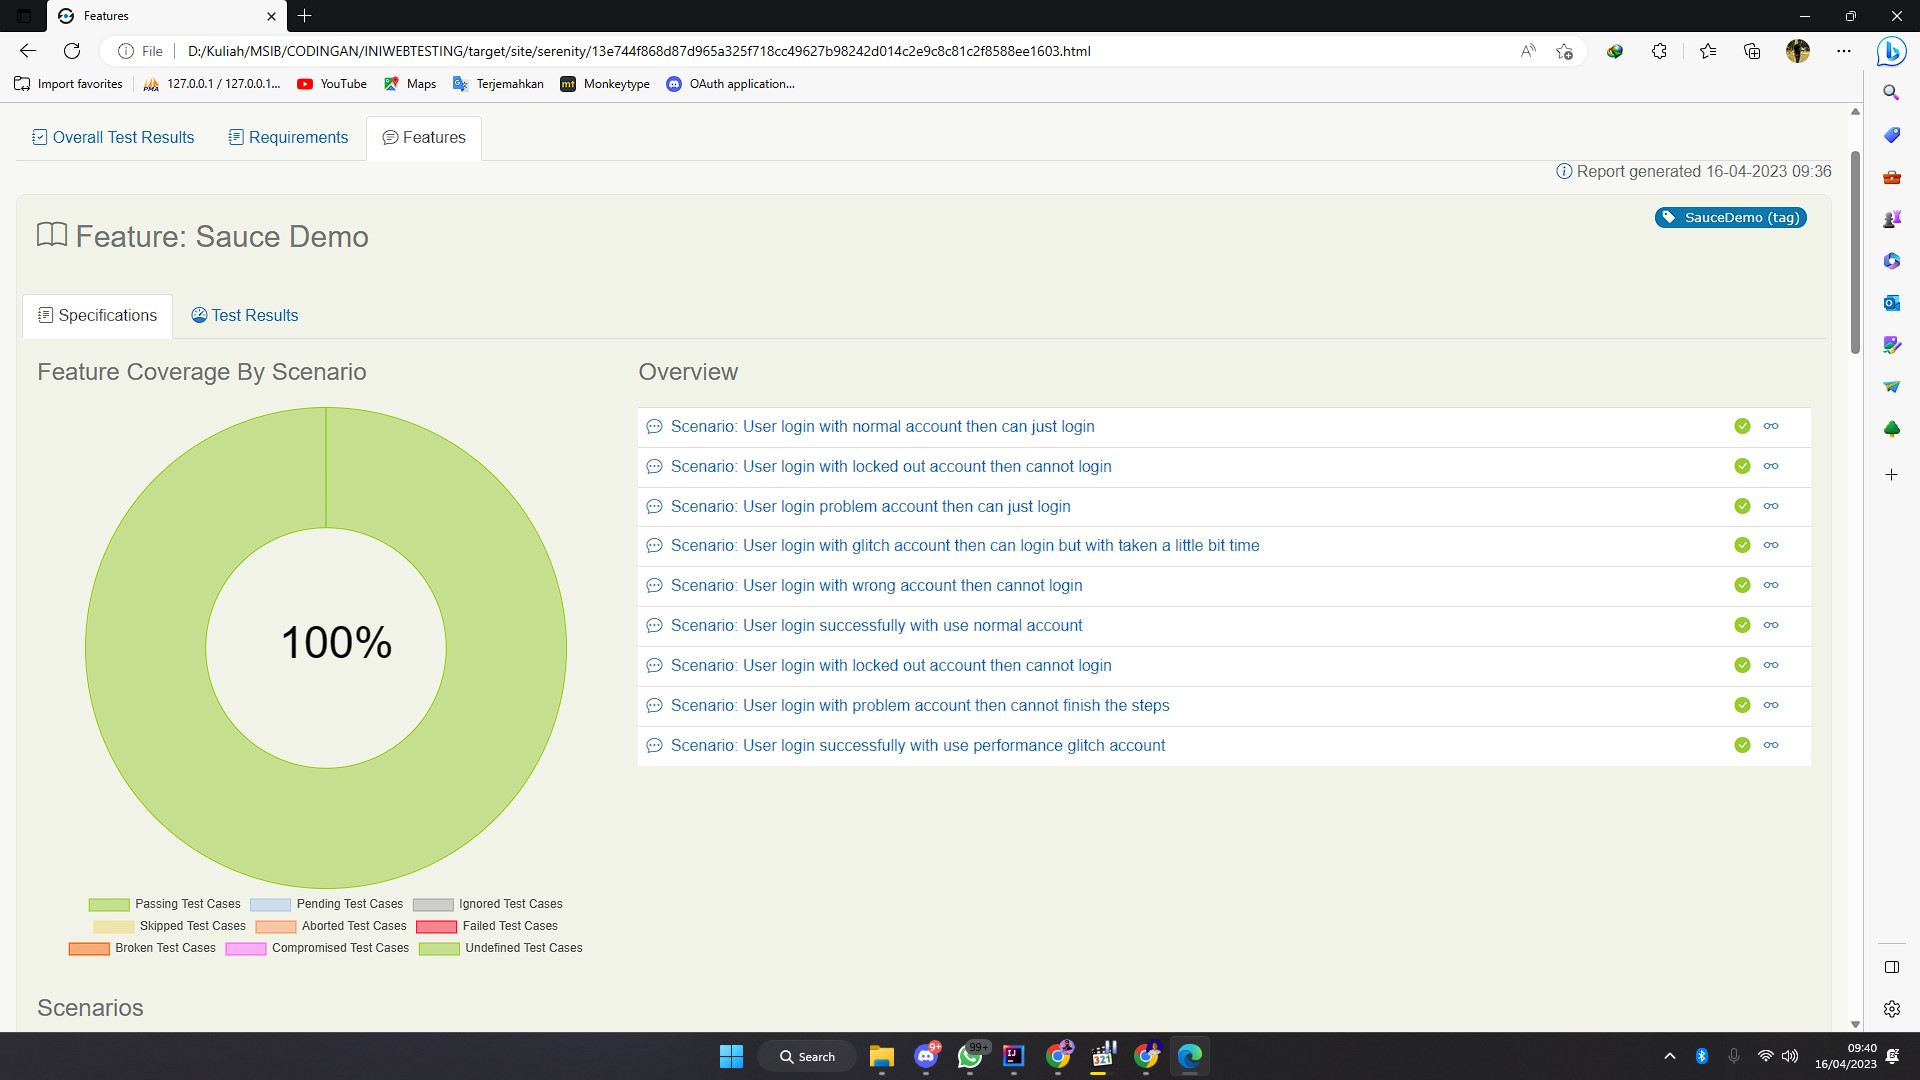 Features
File
D:/Kuliah/MSIB/CODINGAN/INIWEBTESTING/target/site/serenity/13e744f868d87d965a325f718cc49627b98242d014c2e9c8c81c2f8588ee1603.html
Import favorites
127.0.0.1 / 127.0.0.1...
YouTube
Maps
Terjemahkan
mt Monkeytype
OAuth application...
Overall Test Results
Requirements
Features
Report generated 16-04-2023 09:36
Feature: Sauce Demo
SauceDemo (tag)
Specifications
Test Results
Feature Coverage By Scenario
100%
Passing Test Cases
Pending Test Cases
Ignored Test Cases
Skipped Test Cases
Aborted Test Cases
Failed Test Cases
Broken Test Cases
Compromised Test Cases
Undefined Test Cases
Overview
Scenario: User login with normal account then can just login
Scenario: User login with locked out account then cannot login
Scenario: User login problem account then can just login
Scenario: User login with glitch account then can login but with taken a little bit time
Scenario: User login with wrong account then cannot login
Scenario: User login successfully with use normal account
Scenario: User login with locked out account then cannot login
Scenario: User login with problem account then cannot finish the steps
Scenario: User login successfully with use performance glitch account
Scenarios
Search
9+
99+
IJ
321
09:40
16/04/2023